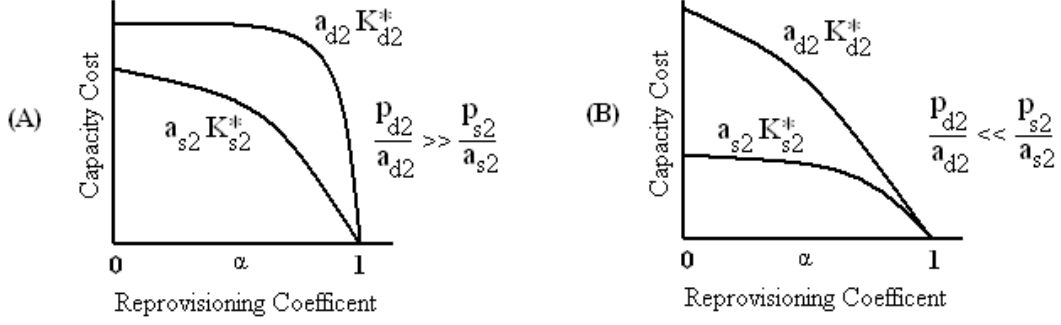 (A)
Capacity Cost
a_d2 K*_d2
a_s2 K*_s2
p_d2 / a_d2 >> p_s2 / a_s2
0 α 1
Reprovisioning Coefficent
(B)
Capacity Cost
a_d2 K*_d2
a_s2 K*_s2
p_d2 / a_d2 << p_s2 / a_s2
0 α 1
Reprovisioning Coefficent